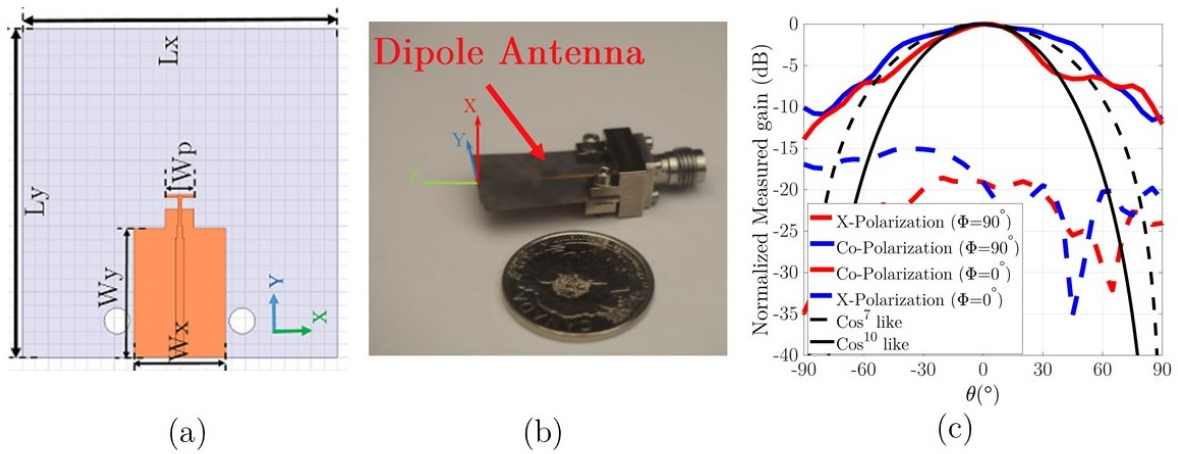 Lx
Ly
Wp
Wy
Wx
Y
X
(a)
Dipole Antenna
X
Y
Z
CANADA
(b)
Normalized Measured gain (dB)
0
-5
-10
-15
-20
-25
-30
-35
-40
X-Polarization (Φ=90°)
Co-Polarization (Φ=90°)
Co-Polarization (Φ=0°)
X-Polarization (Φ=0°)
Cos⁷ like
Cos¹⁰ like
-90 -60 -30 0 30 60 90
θ(°)
(c)